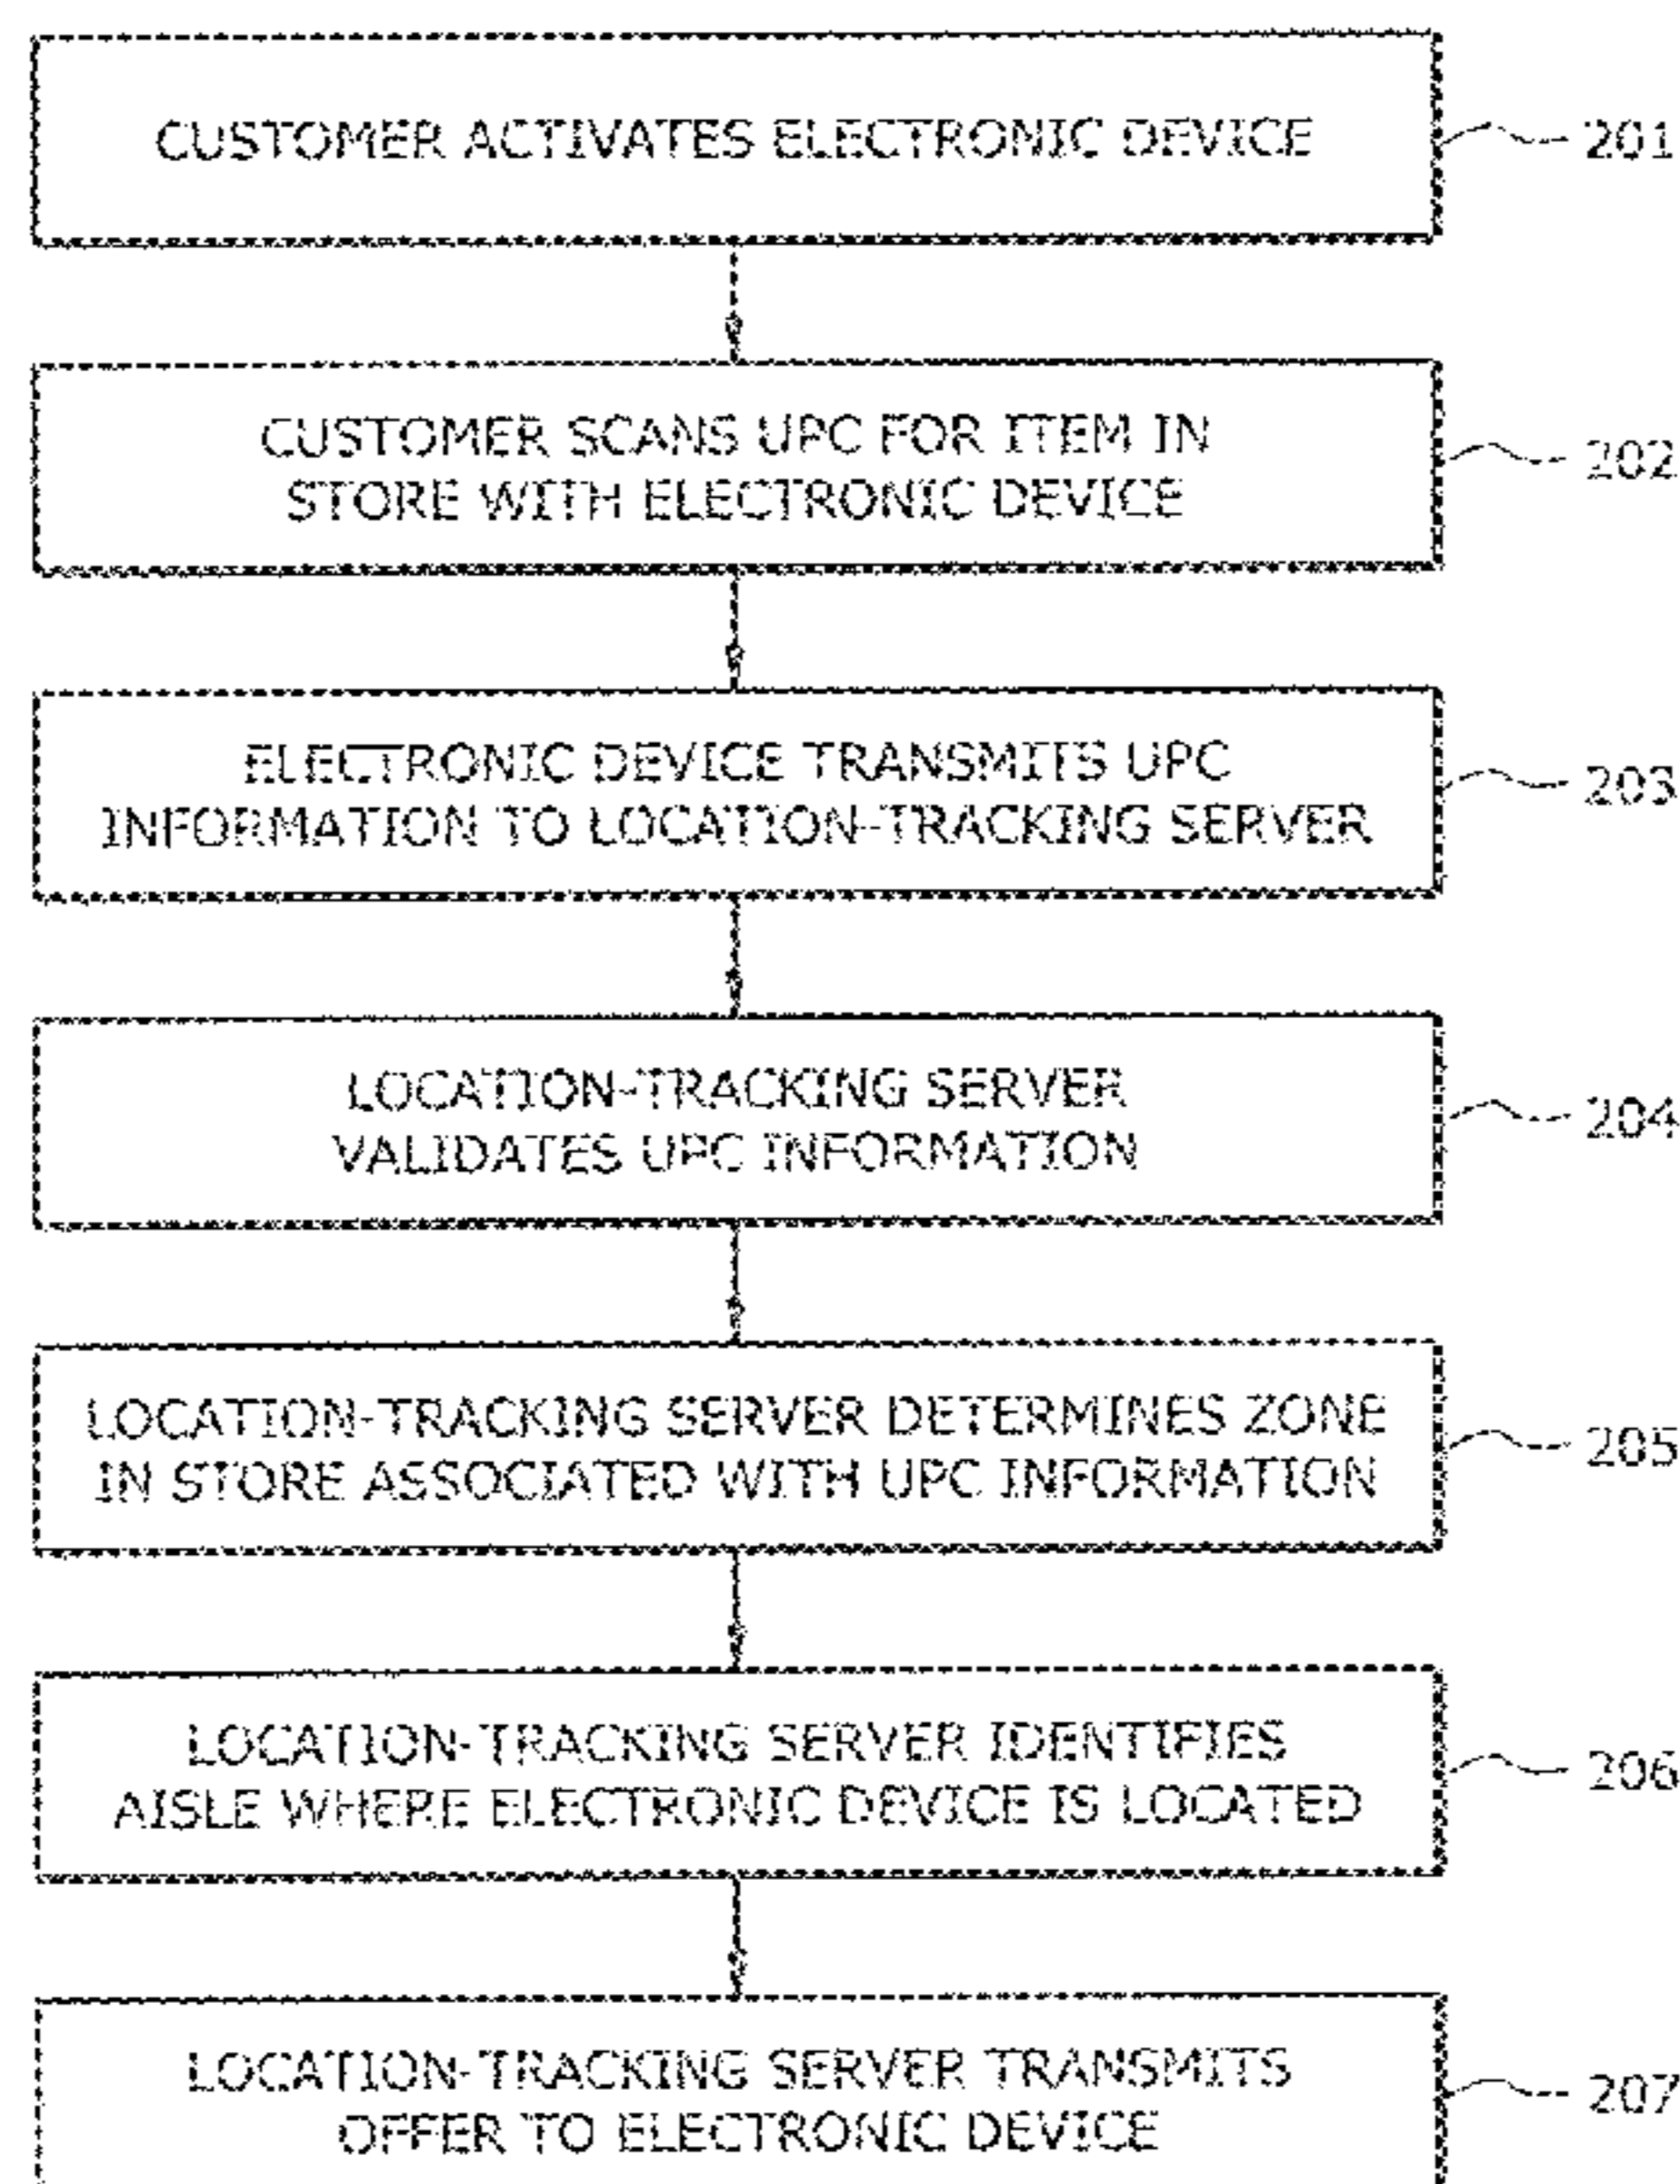 CUSTOMER ACTIVATES ELECTRONIC DEVICE
201
CUSTOMER SCANS UPC FOR ITEM IN
STORE WITH ELECTRONIC DEVICE
202
ELECTRONIC DEVICE TRANSMITS UPC
INFORMATION TO LOCATION-TRACKING SERVER
203
LOCATION-TRACKING SERVER
VALIDATES UPC INFORMATION
204
LOCATION-TRACKING SERVER DETERMINES ZONE
IN STORE ASSOCIATED WITH UPC INFORMATION
205
LOCATION-TRACKING SERVER IDENTIFIES
AISLE WHERE ELECTRONIC DEVICE IS LOCATED
206
LOCATION-TRACKING SERVER TRANSMITS
OFFER TO ELECTRONIC DEVICE
207